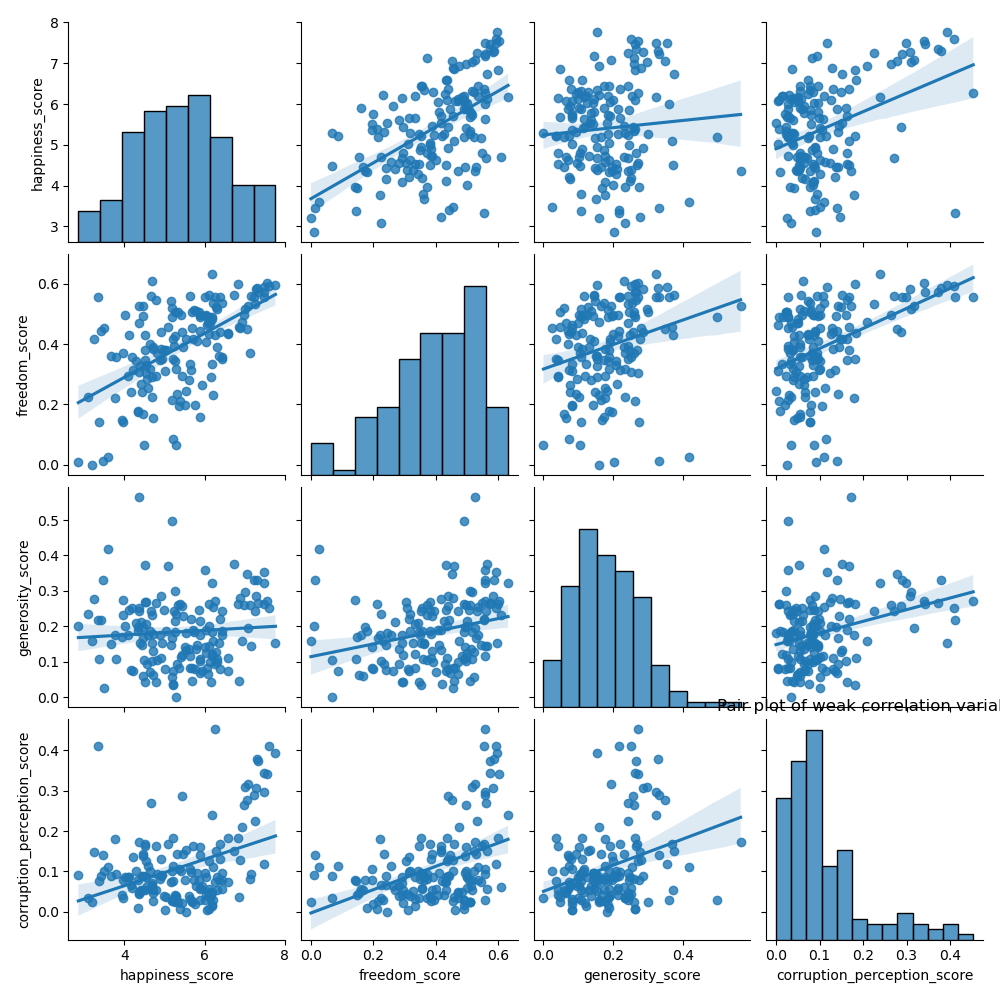 8
7
6
5
4
3
happiness_score
0.6
0.4
0.2
0.0
freedom_score
0.5
0.4
0.3
0.2
0.1
0.0
generosity_score
Pair plot of weak correlation varia
0.4
0.3
0.2
0.1
0.0
corruption_perception_score
4 6 8
0.0 0.2 0.4 0.6
0.0 0.2 0.4
0.0 0.1 0.2 0.3 0.4
happiness_score
freedom_score
generosity_score
corruption_perception_score